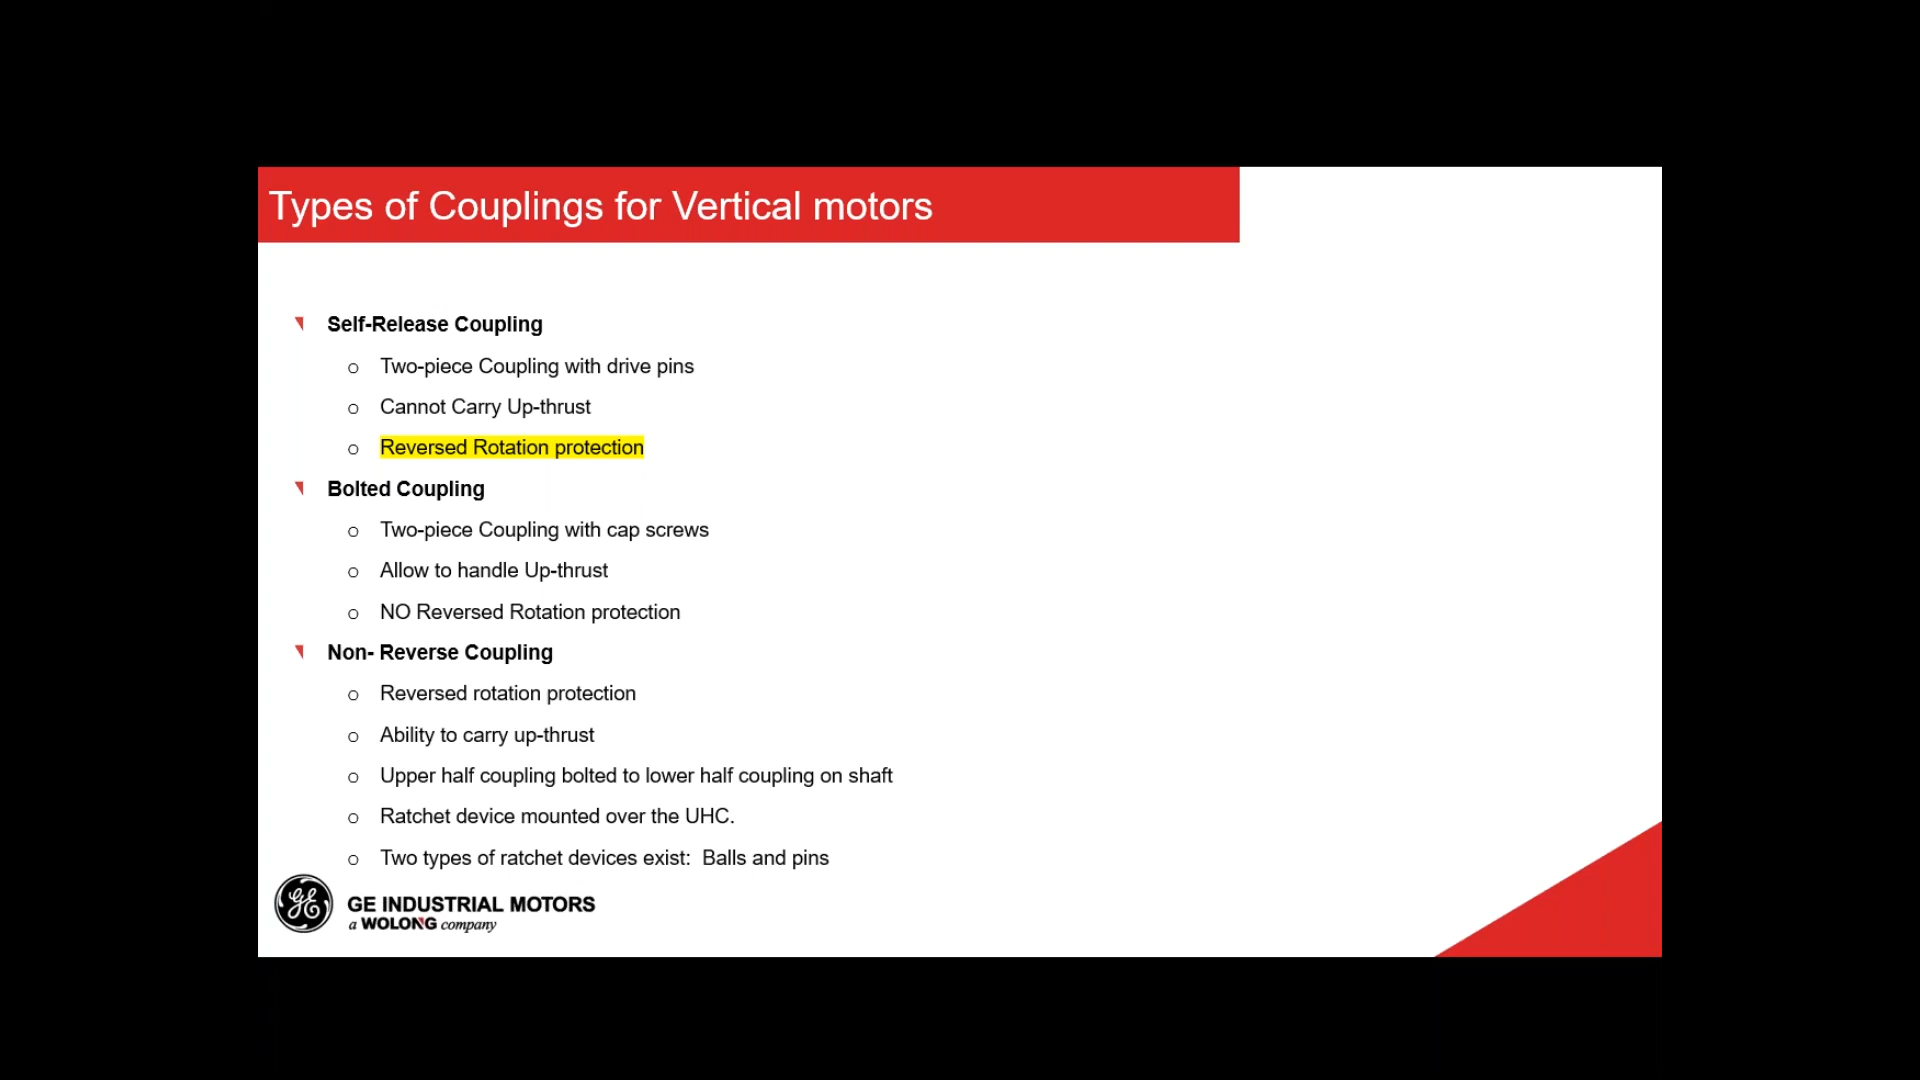 Types of Couplings for Vertical motors
Self-Release Coupling
o Two-piece Coupling with drive pins
o Cannot Carry Up-thrust
o Reversed Rotation protection
Bolted Coupling
o Two-piece Coupling with cap screws
o Allow to handle Up-thrust
o NO Reversed Rotation protection
Non- Reverse Coupling
o Reversed rotation protection
o Ability to carry up-thrust
o Upper half coupling bolted to lower half coupling on shaft
o Ratchet device mounted over the UHC.
o Two types of ratchet devices exist:  Balls and pins
GE
GE INDUSTRIAL MOTORS
a WOLONG company